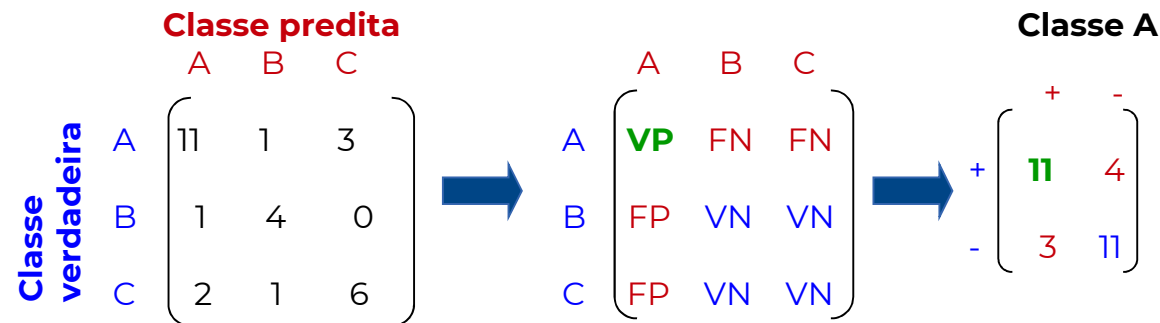 Classe predita
A B C
Classe verdadeira
A 11 1 3
B 1 4 0
C 2 1 6
A B C
A VP FN FN
B FP VN VN
C FP VN VN
Classe A
+ -
+ 11 4
- 3 11